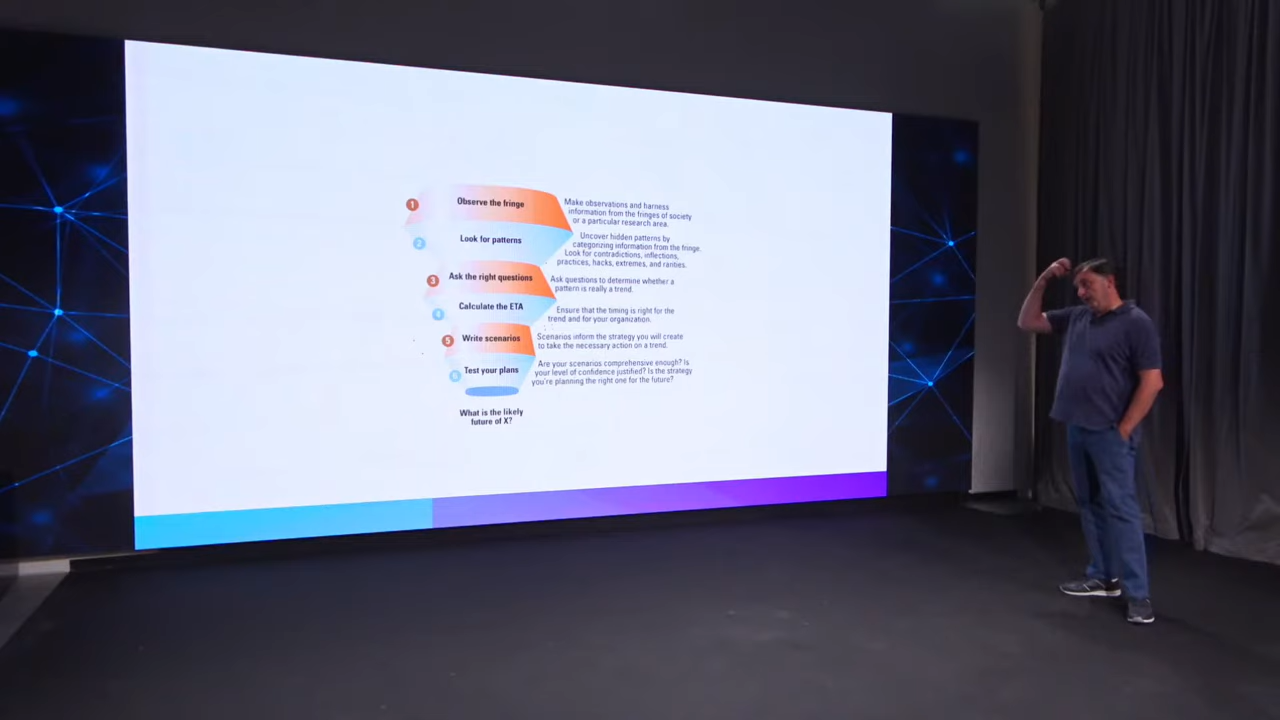 1
Observe the fringe
Make observations and harness
information from the fringes of society
or a particular research area.
2
Look for patterns
Uncover hidden patterns by
categorizing information from the fringe.
Look for contradictions, inflections,
practices, hacks, extremes, and rarities.
3
Ask the right questions
Ask questions to determine whether a
pattern is really a trend.
4
Calculate the ETA
Ensure that the timing is right for the
trend and for your organization.
5
Write scenarios
Scenarios inform the strategy you will create
to take the necessary action on a trend.
6
Test your plans
Are your scenarios comprehensive enough? Is
your level of confidence justified? Is the strategy
you're planning the right one for the future?
What is the likely
future of X?